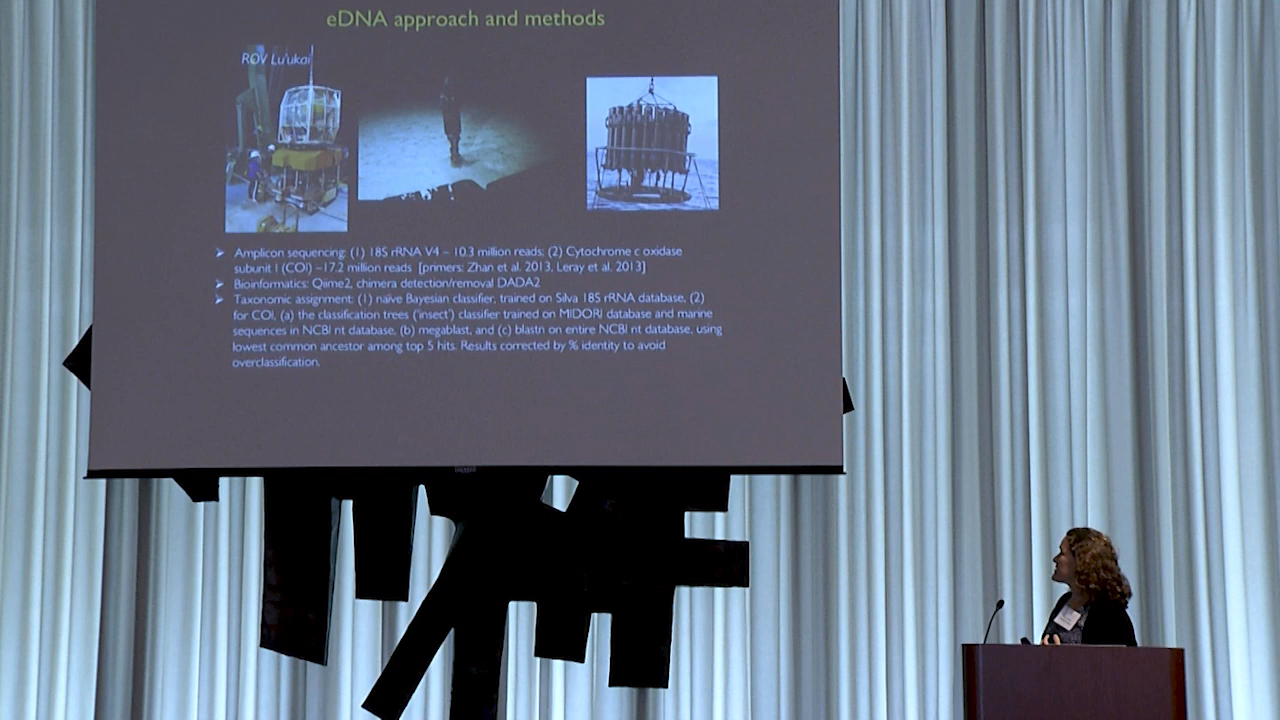 eDNA approach and methods
ROV Lu'ukai
➢ Amplicon sequencing: (1) 18S rRNA V4 – 10.3 million reads; (2) Cytochrome c oxidase
subunit I (COI) –17.2 million reads [primers: Zhan et al. 2013, Leray et al. 2013]
➢ Bioinformatics: Qiime2, chimera detection/removal DADA2
➢ Taxonomic assignment: (1) naïve Bayesian classifier, trained on Silva 18S rRNA database, (2)
for COI, (a) the classification trees ('insect') classifier trained on MIDORI database and marine
sequences in NCBI nt database, (b) megablast, and (c) blastn on entire NCBI nt database, using
lowest common ancestor among top 5 hits. Results corrected by % identity to avoid
overclassification.